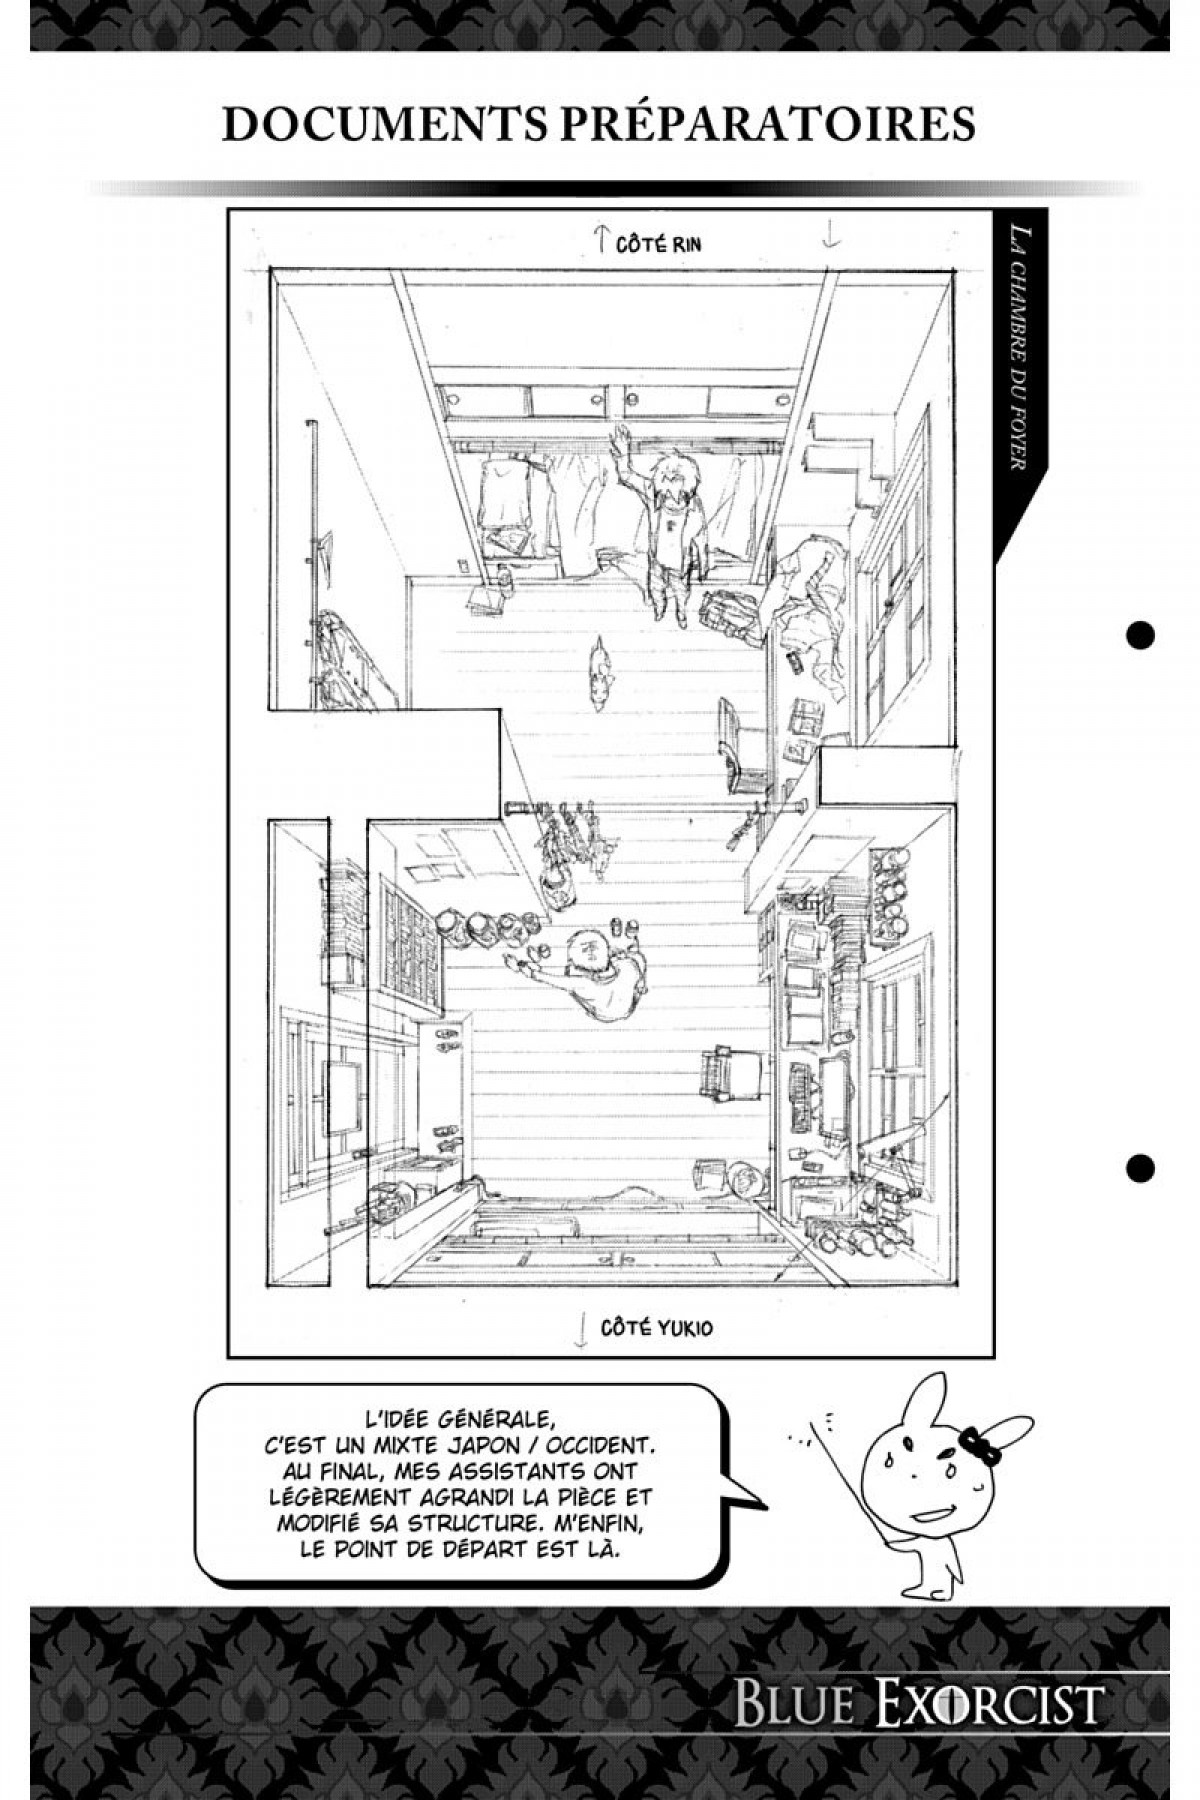 DOCUMENTS PRÉPARATOIRES
CÔTÉ RIN
LA CHAMBRE DU FOYER
CÔTÉ YUKIO
L'IDÉE GÉNÉRALE,
C'EST UN MIXTE JAPON / OCCIDENT.
AU FINAL, MES ASSISTANTS ONT
LÉGÈREMENT AGRANDI LA PIÈCE ET
MODIFIÉ SA STRUCTURE. M'ENFIN,
LE POINT DE DÉPART EST LÀ.
BLUE EXORCIST